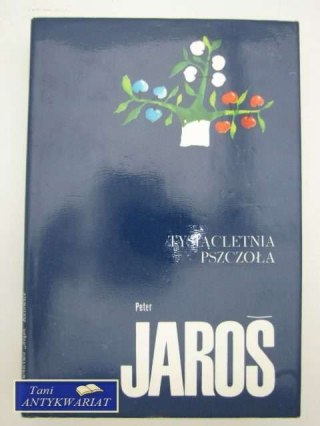 TYSIĄCLETNIA
PSZCZOŁA
Peter
JAROŠ
Tani
ANTYKWARIAT